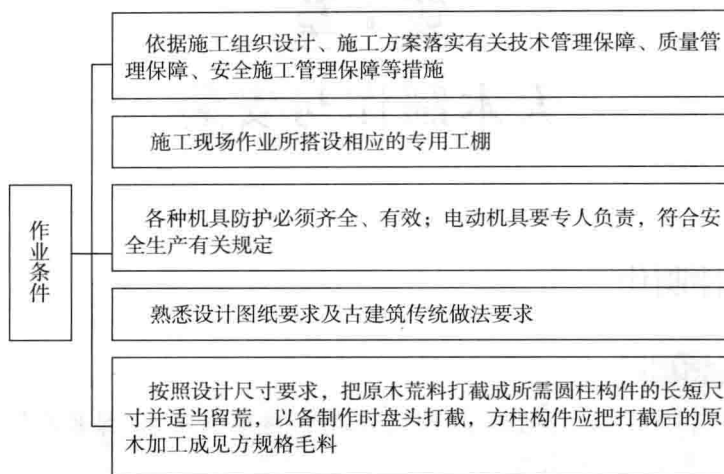 依据施工组织设计、施工方案落实有关技术管理保障、质量管
理保障、安全施工管理保障等措施
施工现场作业所搭设相应的专用工棚
各种机具防护必须齐全、有效；电动机具要专人负责，符合安
全生产有关规定
作业条件
熟悉设计图纸要求及古建筑传统做法要求
按照设计尺寸要求，把原木荒料打截成所需圆柱构件的长短尺
寸并适当留荒，以备制作时盘头打截，方柱构件应把打截后的原
木加工成见方规格毛料